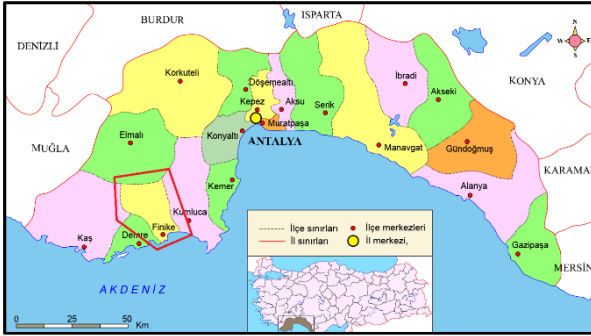 ISPARTA
BURDUR
DENİZLİ
KONYA
Korkuteli
Döşemealtı
İbradi
Kepez
Aksu
Akseki
Serik
Muratpaşa
Elmalı
Konyaltı
ANTALYA
Manavgat
Gündoğmuş
MUĞLA
KARAMAN
Kemer
Alanya
Kumluca
Finike
Kaş
Demre
Gazipaşa
MERSİN
İlçe sınırları
İlçe merkezleri
İl sınırları
İl merkezi,
AKDENİZ
0 25 50
Km
N
W E
S